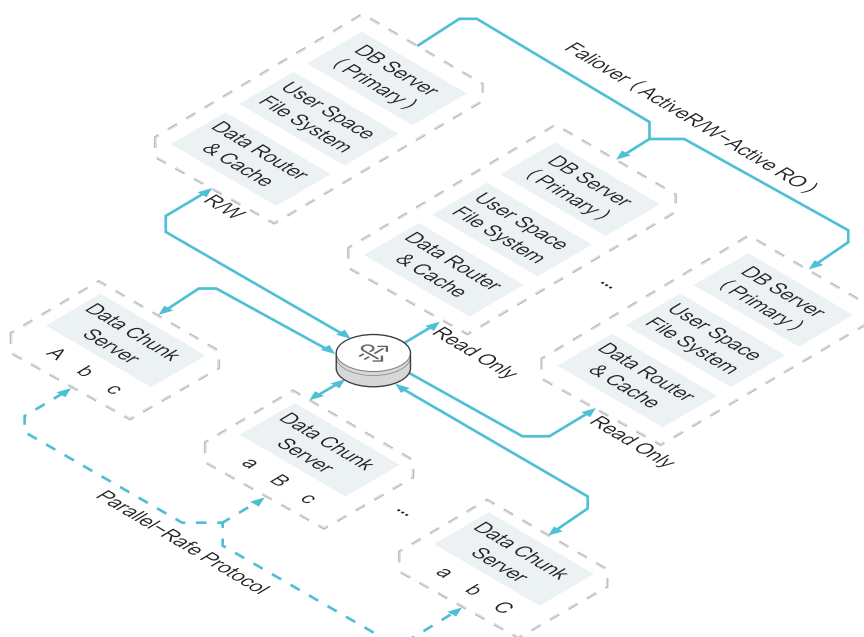 DB Server
( Primary )
User Space
File System
Data Router
& Cache
R/W
Faliover ( ActiveR/W-Active RO )
DB Server
( Primary )
User Space
File System
Data Router
& Cache
Read Only
...
DB Server
( Primary )
User Space
File System
Data Router
& Cache
Read Only
Data Chunk
Server
A b c
Data Chunk
Server
a B c
...
Data Chunk
Server
a b C
Parallel-Rafe Protocol